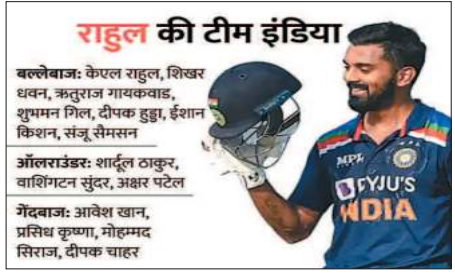 राहुल की टीम इंडिया
बल्लेबाज: केएल राहुल, शिखर
धवन, ऋतुराज गायकवाड,
शुभमन गिल, दीपक हुड्डा, ईशान
किशन, संजू सैमसन
ऑलराउंडर: शार्दूल ठाकुर,
वाशिंगटन सुंदर, अक्षर पटेल
गेंदबाज: आवेश खान,
प्रसिध कृष्णा, मोहम्मद
सिराज, दीपक चाहर
MPL
BYJU'S
INDIA